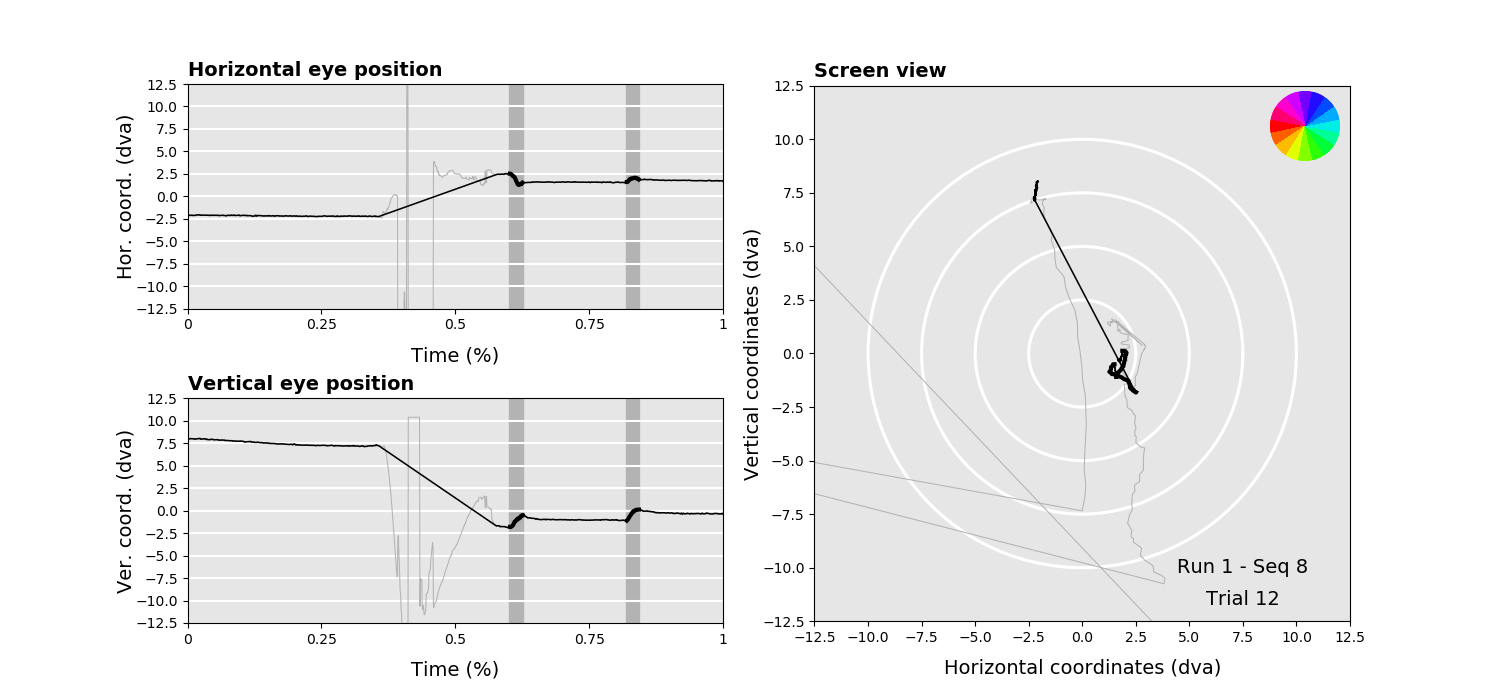 Horizontal eye position
Hor. coord. (dva)
12.5
10.0
7.5
5.0
2.5
0.0
−2.5
−5.0
−7.5
−10.0
−12.5
0 0.25 0.5 0.75 1
Time (%)
Vertical eye position
Ver. coord. (dva)
12.5
10.0
7.5
5.0
2.5
0.0
−2.5
−5.0
−7.5
−10.0
−12.5
0 0.25 0.5 0.75 1
Time (%)
Screen view
Vertical coordinates (dva)
12.5
10.0
7.5
5.0
2.5
0.0
−2.5
−5.0
−7.5
−10.0
−12.5
Run 1 - Seq 8
Trial 12
−12.5 −10.0 −7.5 −5.0 −2.5 0.0 2.5 5.0 7.5 10.0 12.5
Horizontal coordinates (dva)